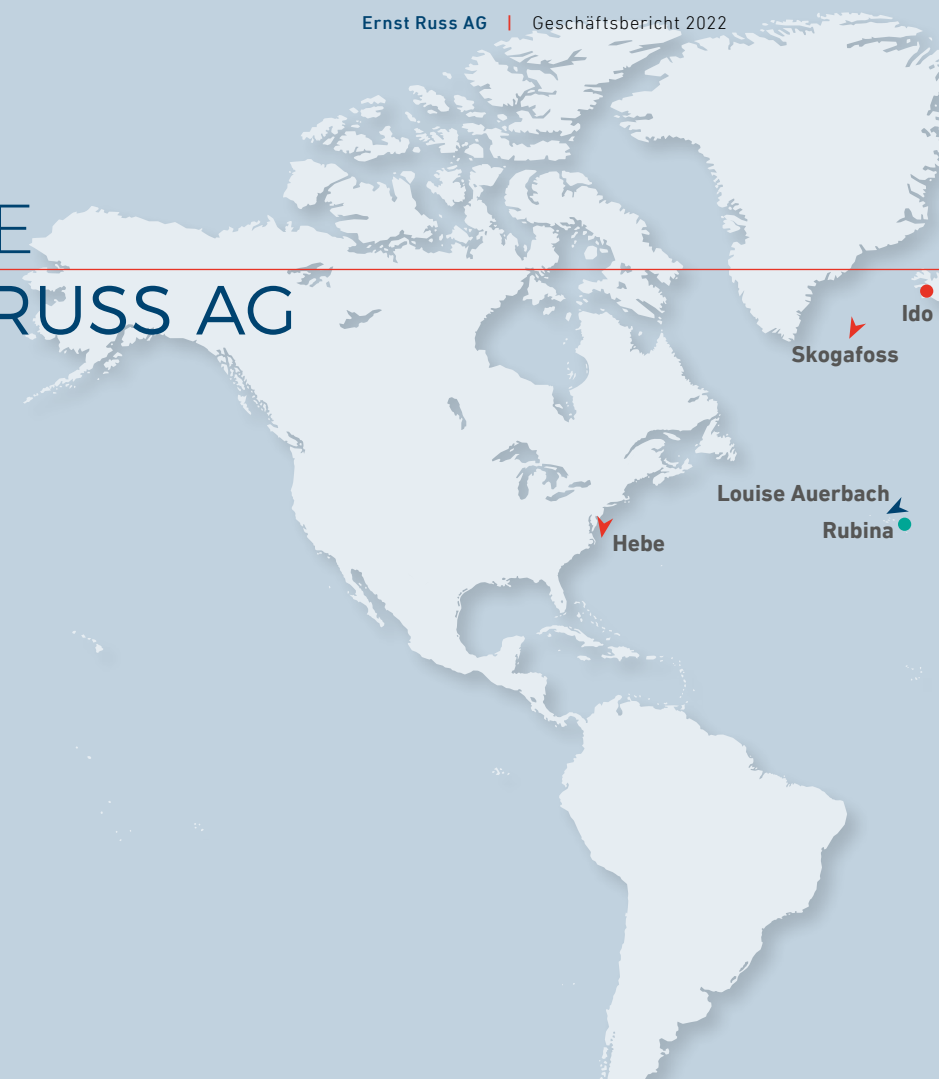 Ernst Russ AG | Geschäftsbericht 2022
E
RUSS AG
Ido
Skogafoss
Louise Auerbach
Rubina
Hebe